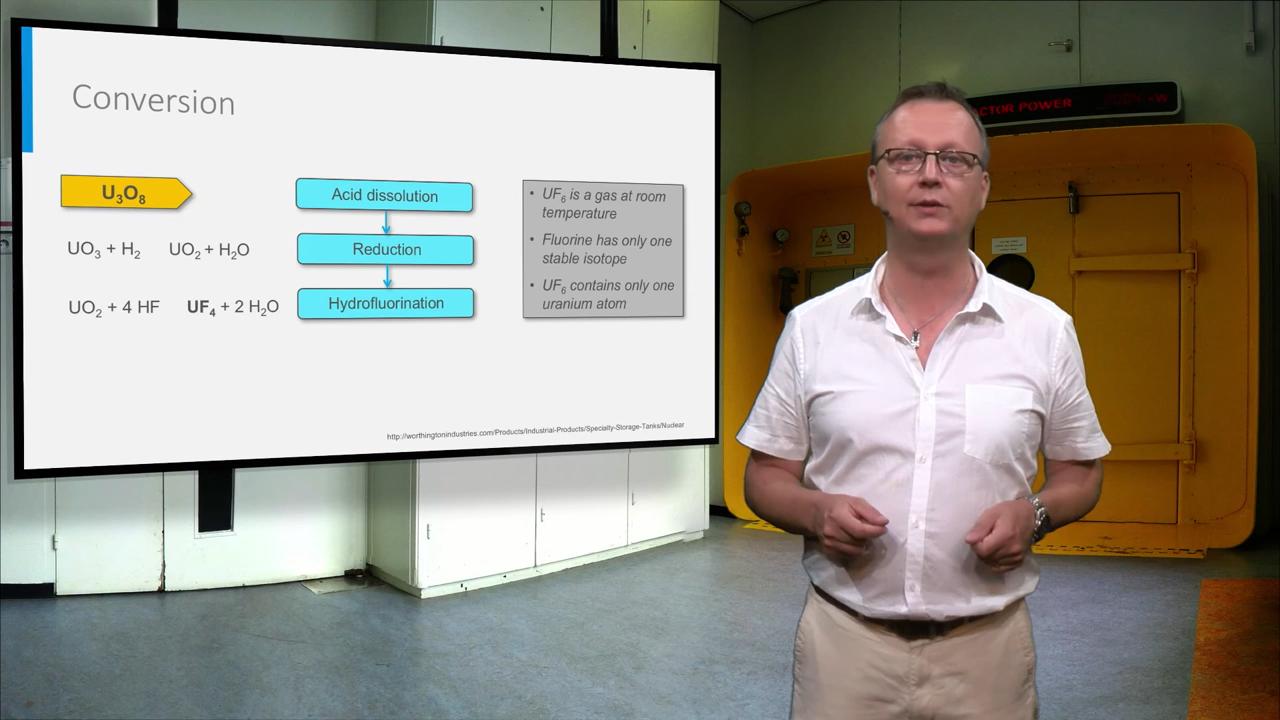 Conversion
U₃O₈
UO₃ + H₂ UO₂ + H₂O
UO₂ + 4 HF UF₄ + 2 H₂O
Acid dissolution
Reduction
Hydrofluorination
• UF₆ is a gas at room
temperature
• Fluorine has only one
stable isotope
• UF₆ contains only one
uranium atom
http://worthingtonindustries.com/Products/Industrial-Products/Specialty-Storage-Tanks/Nuclear
CTOR POWER